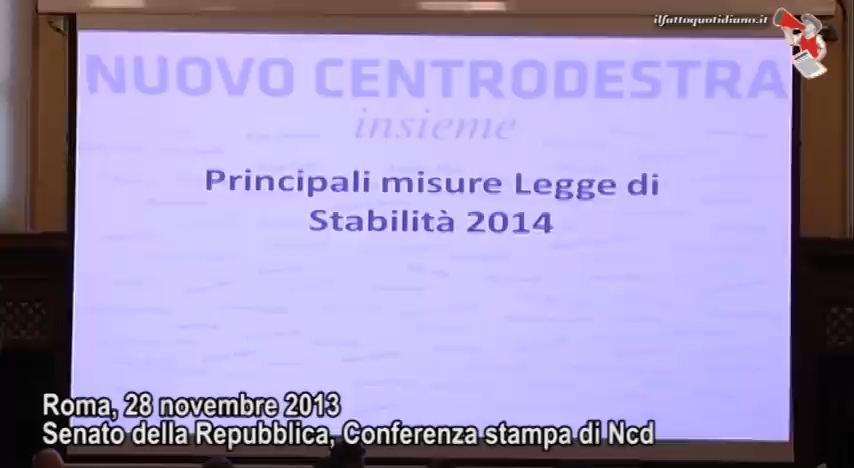 ilfattoquotidiano.it
NUOVO CENTRODESTRA
insieme
Principali misure Legge di
Stabilità 2014
Roma, 28 novembre 2013
Senato della Repubblica, Conferenza stampa di Ncd